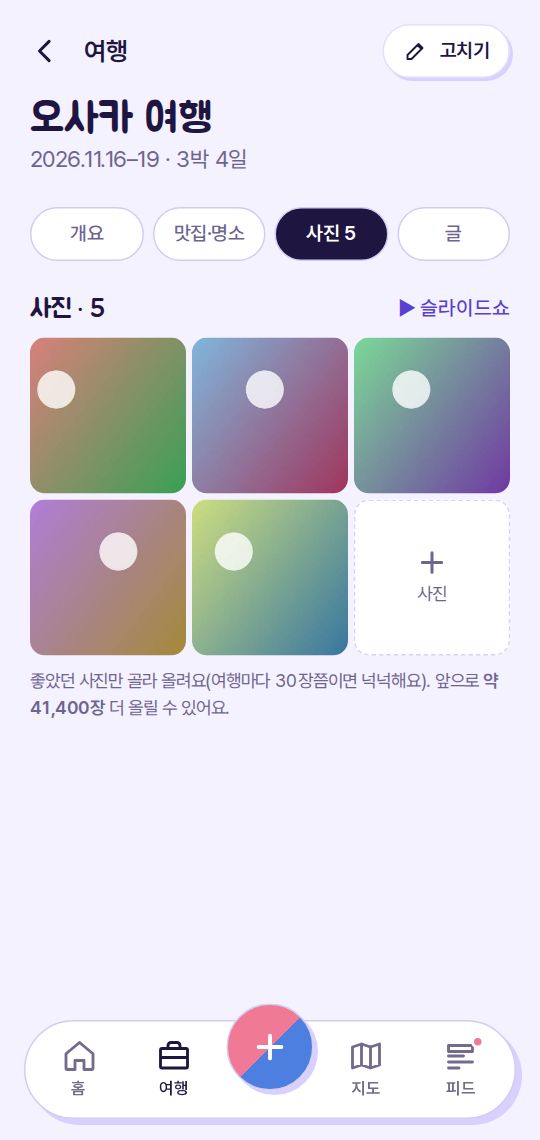 여행
고치기
오사카 여행
2026.11.16–19 · 3박 4일
개요
맛집·명소
사진 5
글
사진 · 5
▶ 슬라이드쇼
사진
좋았던 사진만 골라 올려요(여행마다 30장쯤이면 넉넉해요). 앞으로 약
41,400장 더 올릴 수 있어요.
홈
여행
지도
피드